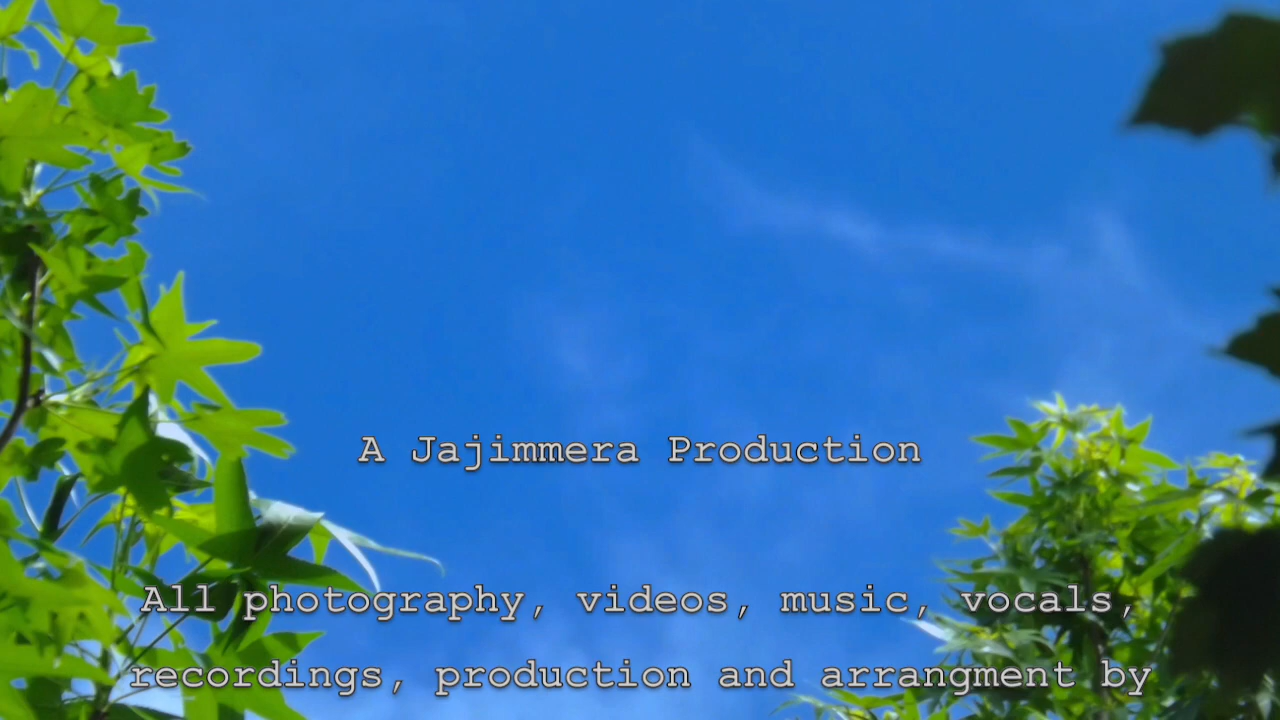 A Jajimmera Production
All photography, videos, music, vocals,
recordings, production and arrangment by